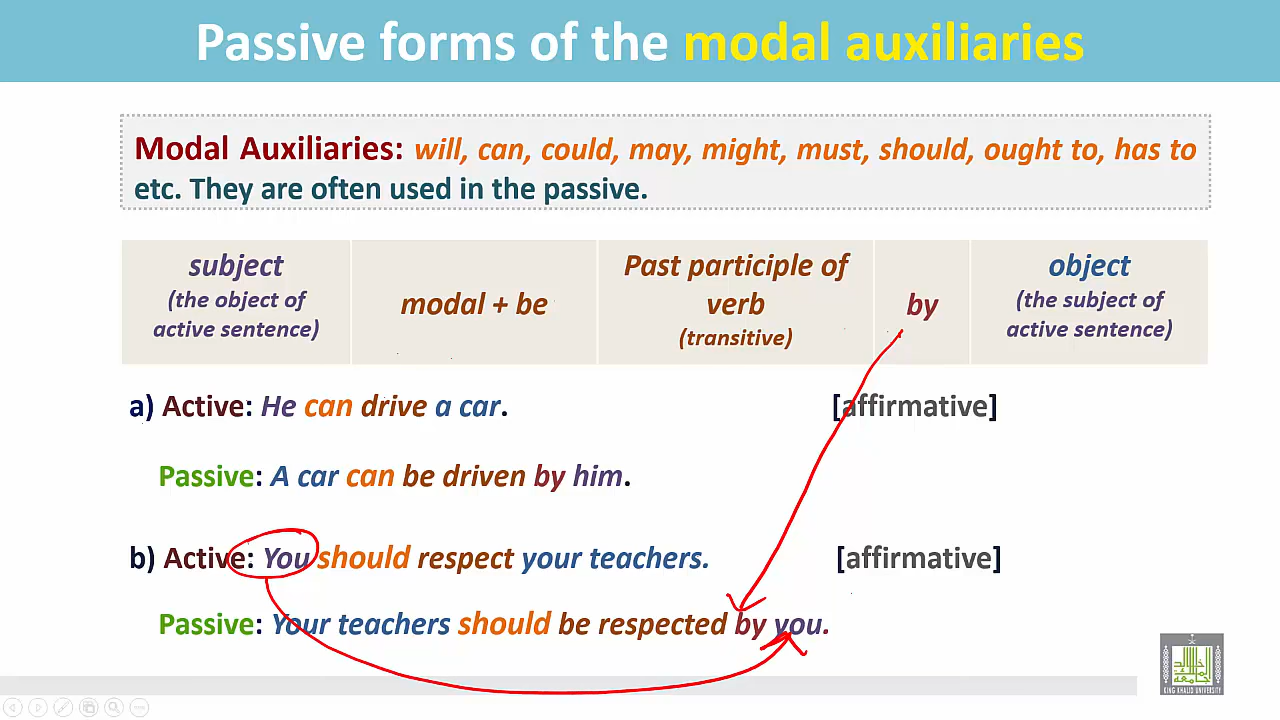 Passive forms of the modal auxiliaries
Modal Auxiliaries: will, can, could, may, might, must, should, ought to, has to
etc. They are often used in the passive.
subject
(the object of
active sentence)
modal + be
Past participle of
verb
(transitive)
by
object
(the subject of
active sentence)
a) Active: He can drive a car. [affirmative]
Passive: A car can be driven by him.
b) Active: You should respect your teachers. [affirmative]
Passive: Your teachers should be respected by you.
KING KHALID UNIVERSITY